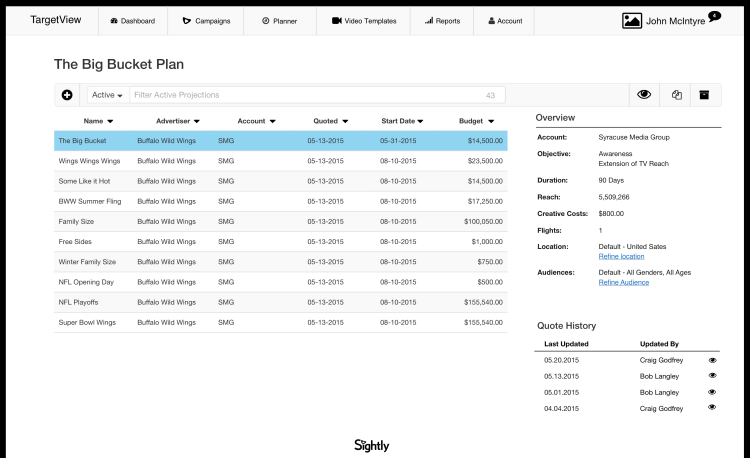 TargetView Dashboard Campaigns Planner Video Templates Reports Account John McIntyre 4
The Big Bucket Plan
Active Filter Active Projections 43
Name Advertiser Account Quoted Start Date Budget
The Big Bucket Buffalo Wild Wings SMG 05-13-2015 05-31-2015 $14,500.00
Wings Wings Wings Buffalo Wild Wings SMG 05-13-2015 08-10-2015 $23,500.00
Some Like it Hot Buffalo Wild Wings SMG 05-13-2015 08-10-2015 $14,500.00
BWW Summer Fling Buffalo Wild Wings SMG 05-13-2015 08-10-2015 $17,250.00
Family Size Buffalo Wild Wings SMG 05-13-2015 08-10-2015 $100,050.00
Free Sides Buffalo Wild Wings SMG 05-13-2015 08-10-2015 $1,000.00
Winter Family Size Buffalo Wild Wings SMG 05-13-2015 08-10-2015 $750.00
NFL Opening Day Buffalo Wild Wings SMG 05-13-2015 08-10-2015 $500.00
NFL Playoffs Buffalo Wild Wings SMG 05-13-2015 08-10-2015 $155,540.00
Super Bowl Wings Buffalo Wild Wings SMG 05-13-2015 08-10-2015 $155,540.00
Overview
Account: Syracuse Media Group
Objective: Awareness
Extension of TV Reach
Duration: 90 Days
Reach: 5,509,266
Creative Costs: $800.00
Flights: 1
Location: Default - United Sates
Refine location
Audiences: Default - All Genders, All Ages
Refine Audience
Quote History
Last Updated Updated By
05.20.2015 Craig Godfrey
05.13.2015 Bob Langley
05.01.2015 Bob Langley
04.04.2015 Craig Godfrey
Sightly